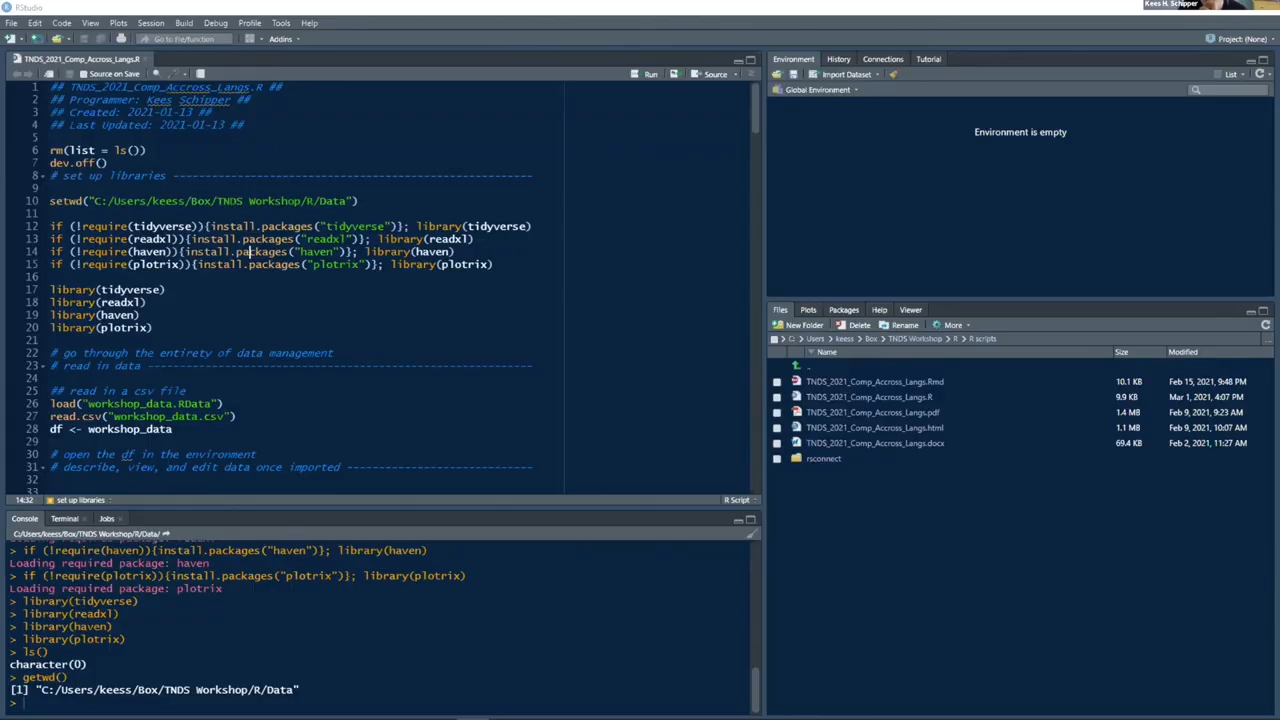 RStudio
Kees H. Schipper
File Edit Code View Plots Session Build Debug Profile Tools Help
Go to file/function Addins
Project: (None)
TNDS_2021_Comp_Accross_Langs.R
Source on Save Run Source
1 ## TNDS_2021_Comp_Accross_Langs.R ##
2 ## Programmer: Kees Schipper ##
3 ## Created: 2021-01-13 ##
4 ## Last Updated: 2021-01-13 ##
5
6 rm(list = ls())
7 dev.off()
8 # set up libraries --------------------------------------------------------
9
10 setwd("C:/Users/keess/Box/TNDS Workshop/R/Data")
11
12 if (!require(tidyverse)){install.packages("tidyverse")}; library(tidyverse)
13 if (!require(readxl)){install.packages("readxl")}; library(readxl)
14 if (!require(haven)){install.packages("haven")}; library(haven)
15 if (!require(plotrix)){install.packages("plotrix")}; library(plotrix)
16
17 library(tidyverse)
18 library(readxl)
19 library(haven)
20 library(plotrix)
21
22 # go through the entirety of data management
23 # read in data ------------------------------------------------------------
24
25 ## read in a csv file
26 load("workshop_data.RData")
27 read.csv("workshop_data.csv")
28 df <- workshop_data
29
30 # open the df in the environment
31 # describe, view, and edit data once imported ------------------------------
32
33
14:32 set up libraries R Script
Console Terminal Jobs
C:/Users/keess/Box/TNDS Workshop/R/Data/
> if (!require(haven)){install.packages("haven")}; library(haven)
Loading required package: haven
> if (!require(plotrix)){install.packages("plotrix")}; library(plotrix)
Loading required package: plotrix
> library(tidyverse)
> library(readxl)
> library(haven)
> library(plotrix)
> ls()
character(0)
> getwd()
[1] "C:/Users/keess/Box/TNDS Workshop/R/Data"
>
Environment History Connections Tutorial
Import Dataset List
Global Environment
Environment is empty
Files Plots Packages Help Viewer
New Folder Delete Rename More
C: Users keess Box TNDS Workshop R R scripts
Name Size Modified
..
TNDS_2021_Comp_Accross_Langs.Rmd 10.1 KB Feb 15, 2021, 9:48 PM
TNDS_2021_Comp_Accross_Langs.R 9.9 KB Mar 1, 2021, 4:07 PM
TNDS_2021_Comp_Accross_Langs.pdf 1.4 MB Feb 9, 2021, 9:23 AM
TNDS_2021_Comp_Accross_Langs.html 1.1 MB Feb 9, 2021, 10:07 AM
TNDS_2021_Comp_Accross_Langs.docx 69.4 KB Feb 2, 2021, 11:27 AM
rsconnect